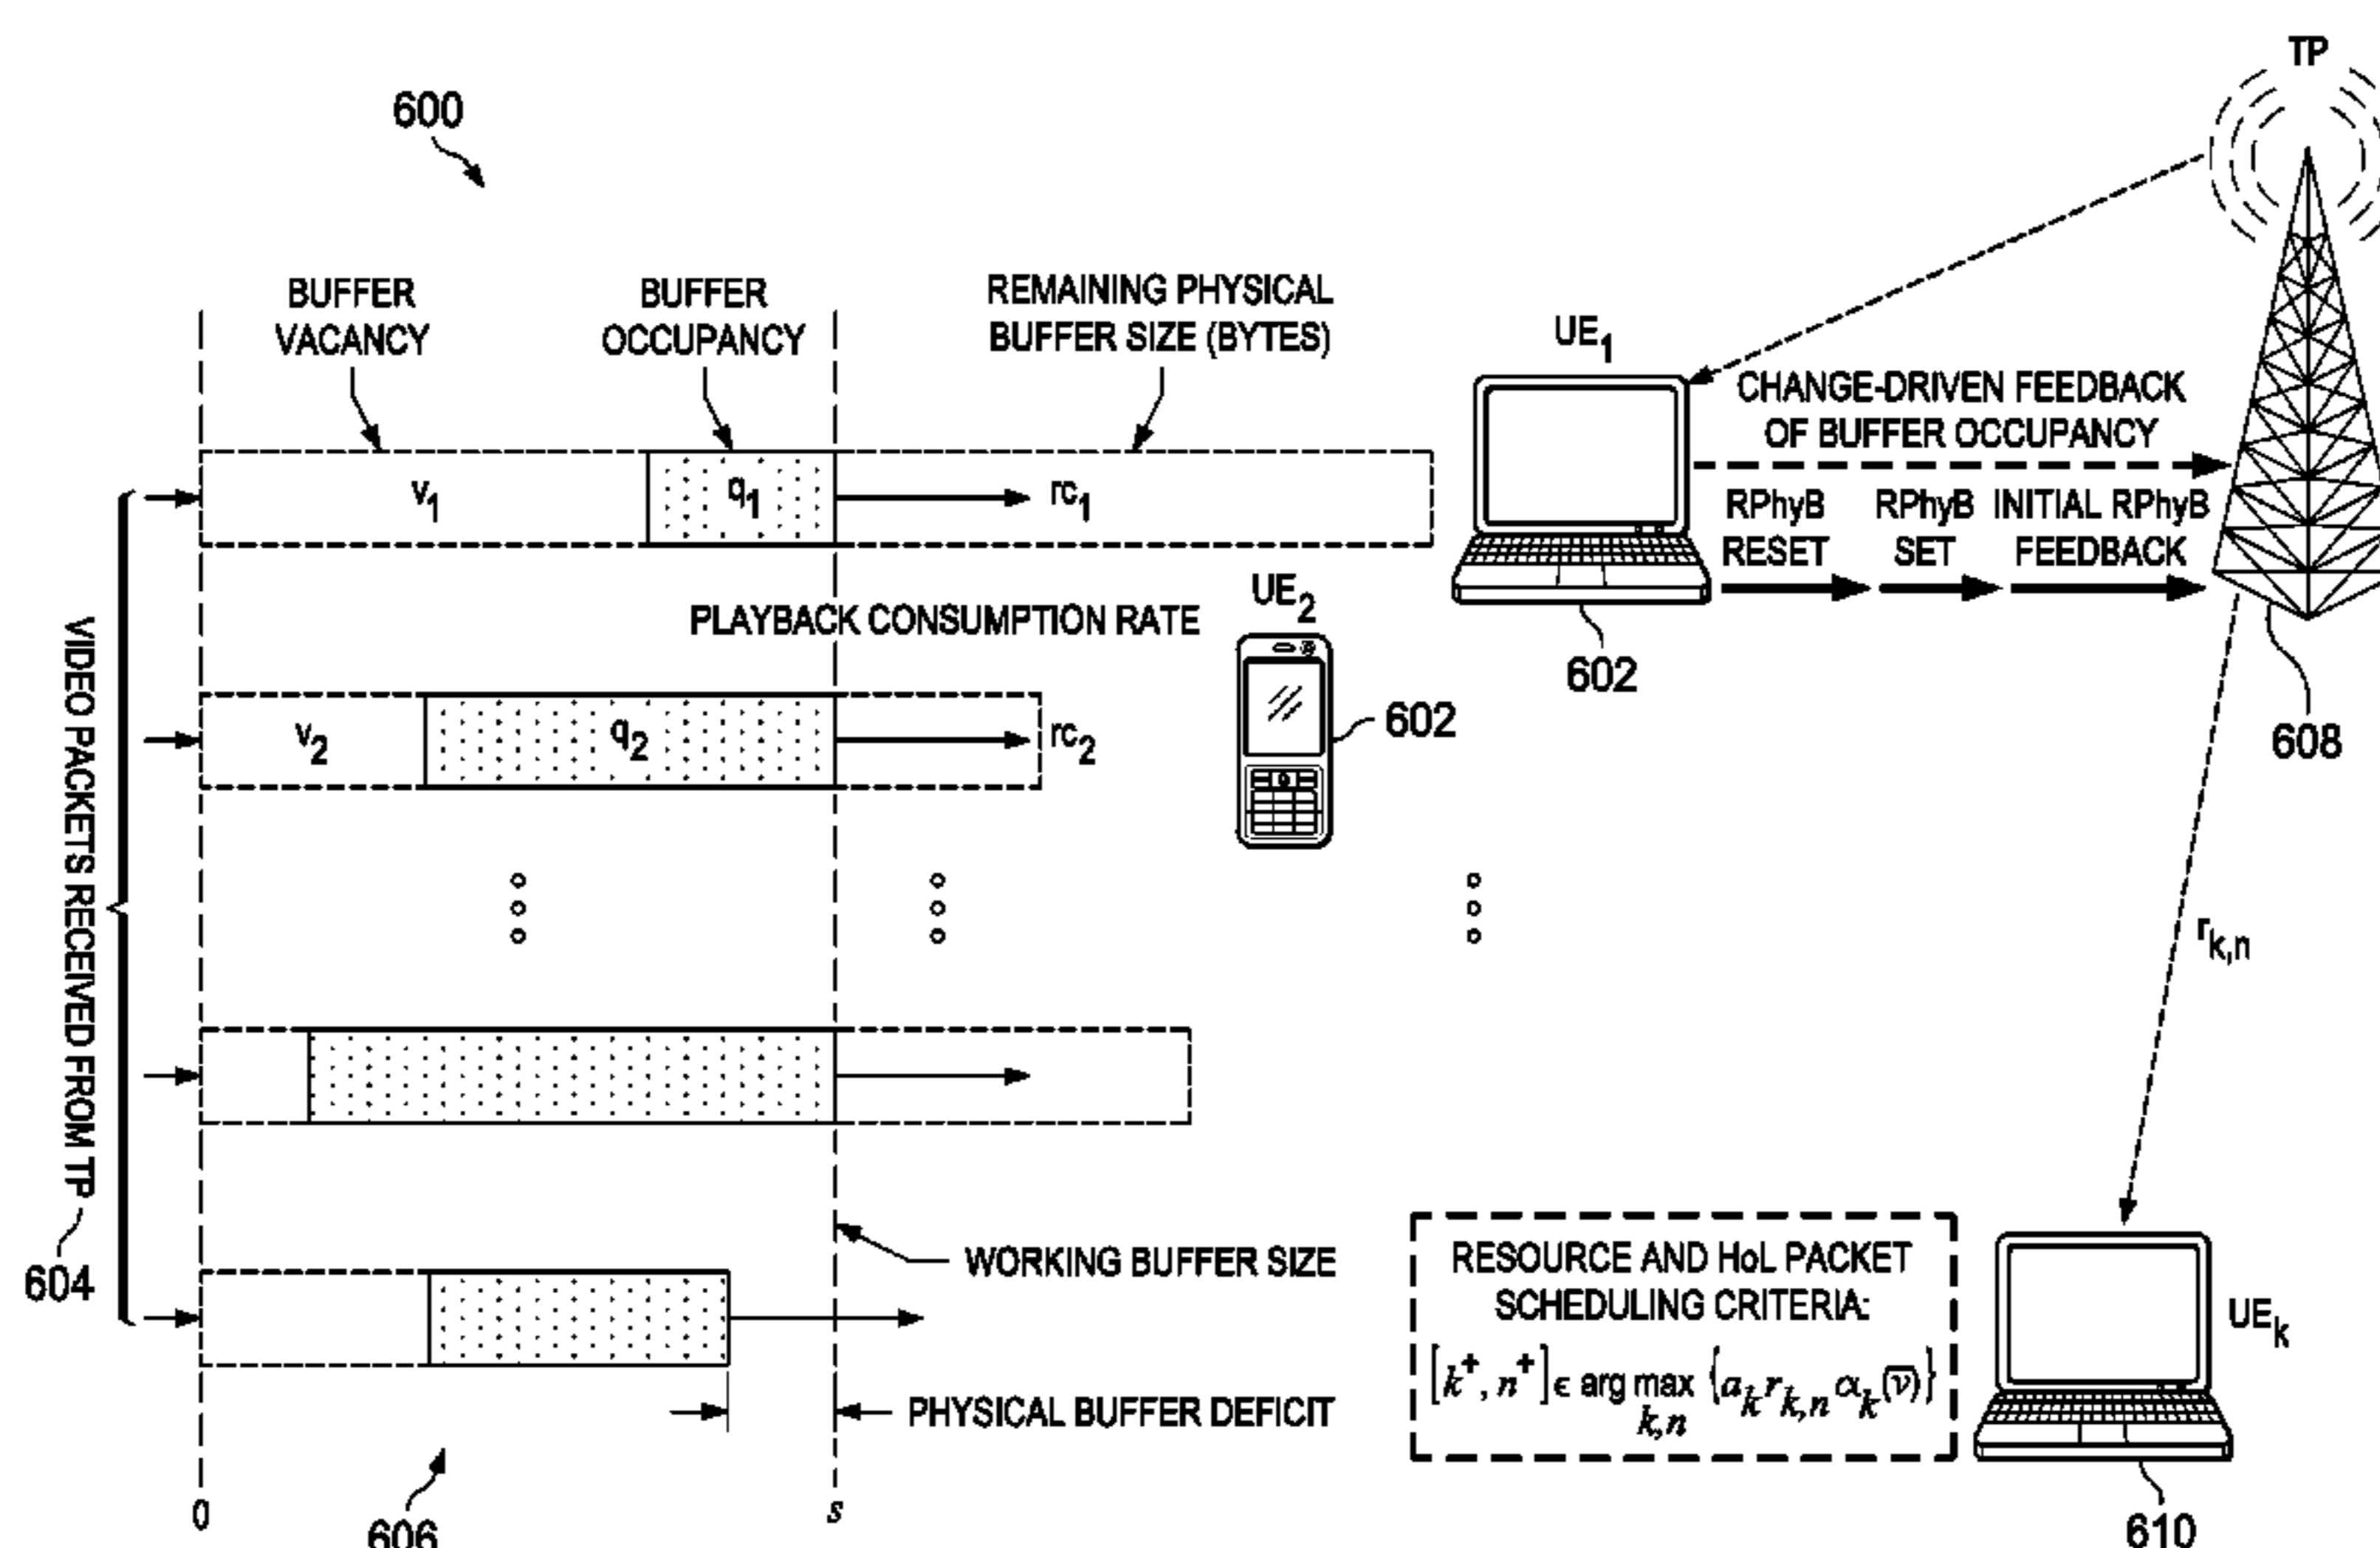 TP
600
BUFFER
VACANCY
BUFFER
OCCUPANCY
REMAINING PHYSICAL
BUFFER SIZE (BYTES)
UE1
CHANGE-DRIVEN FEEDBACK
OF BUFFER OCCUPANCY
v1
q1
rc1
RPhyB
RESET
RPhyB
SET
INITIAL RPhyB
FEEDBACK
PLAYBACK CONSUMPTION RATE
UE2
602
602
608
v2
q2
rc2
VIDEO PACKETS RECEIVED FROM TP
604
rk,n
WORKING BUFFER SIZE
RESOURCE AND HoL PACKET
SCHEDULING CRITERIA:
[k+, n+] ϵ arg max {ak rk,n αk(v̅)}
k,n
UEk
PHYSICAL BUFFER DEFICIT
0
s
606
610